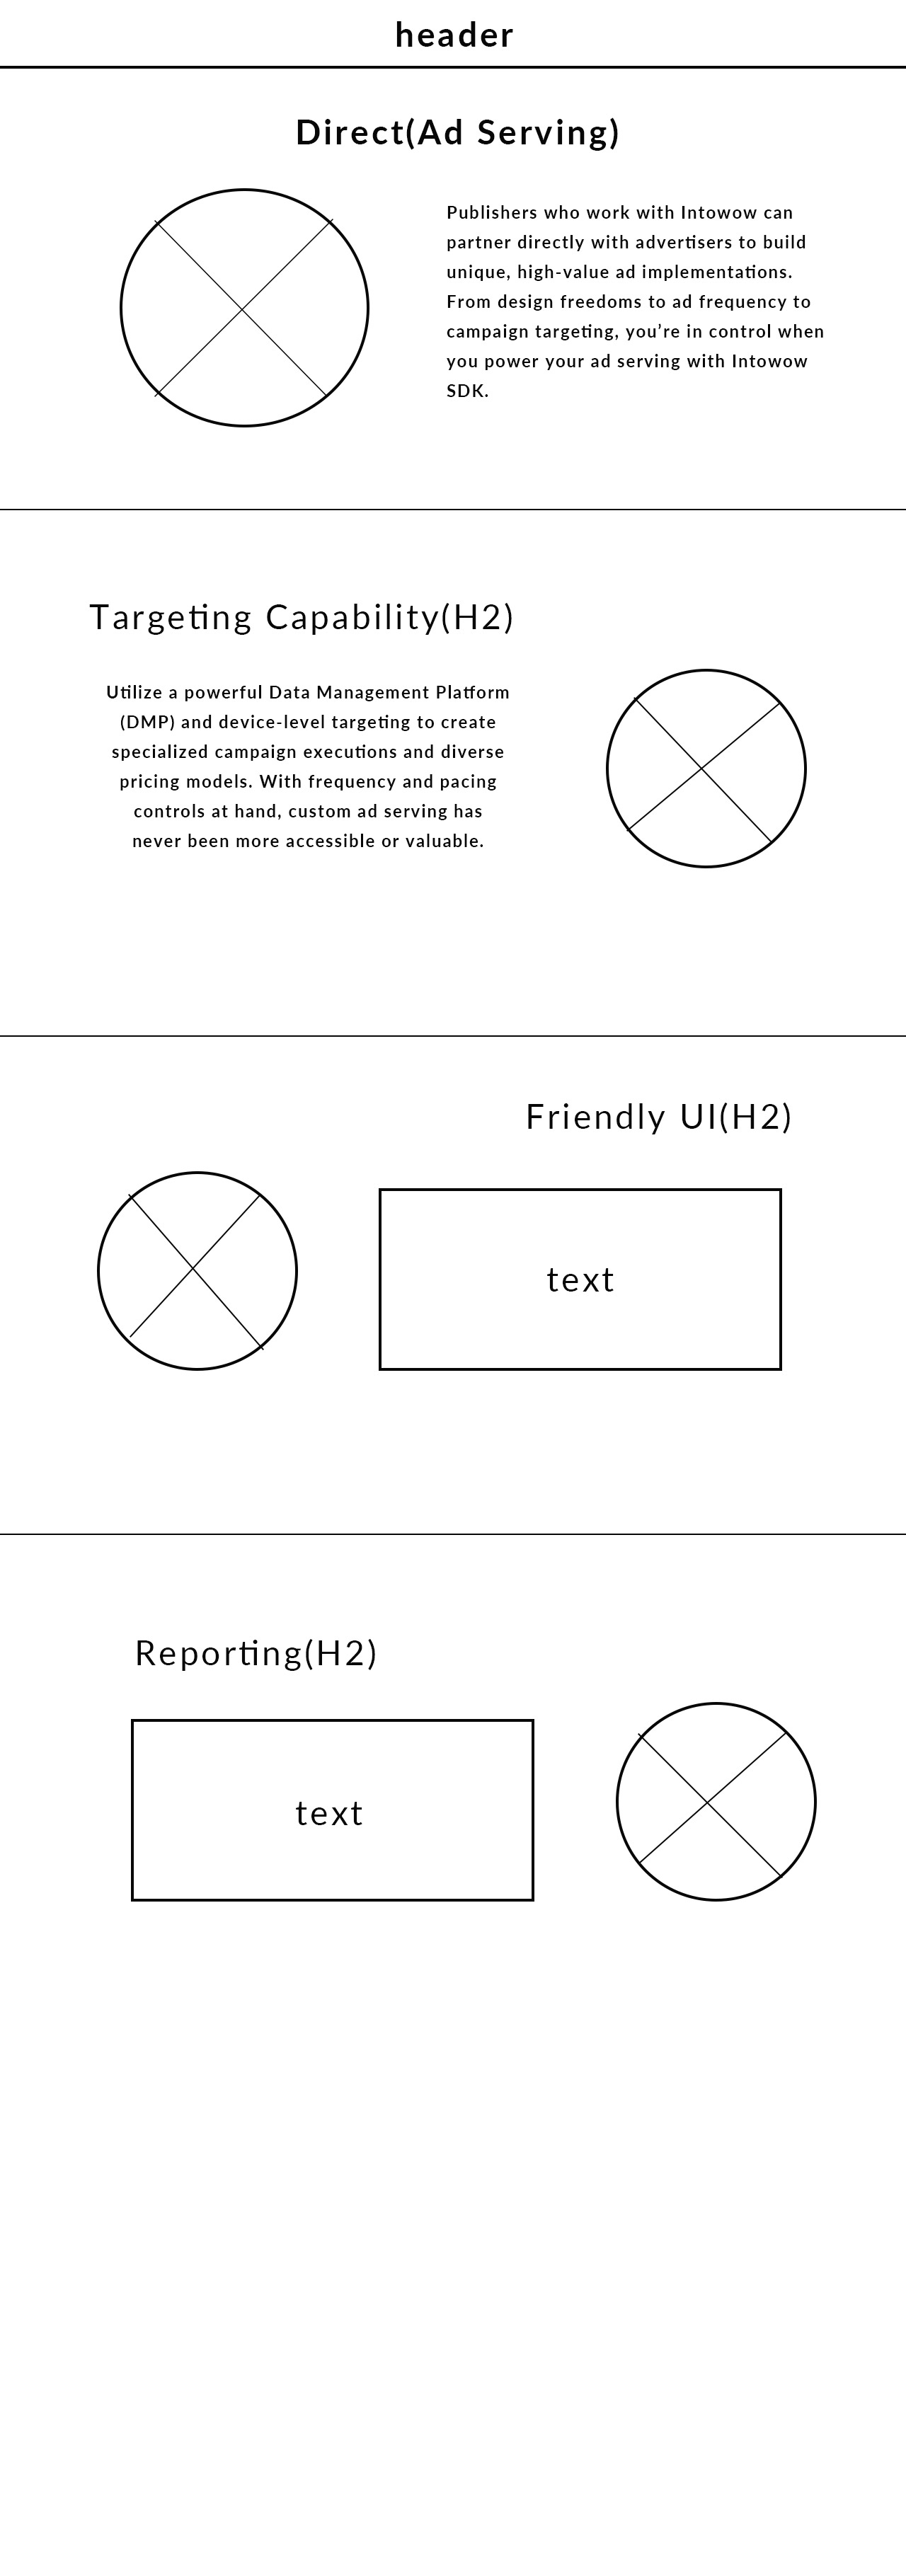 header
Direct(Ad Serving)
Publishers who work with Intowow can
partner directly with advertisers to build
unique, high-value ad implementations.
From design freedoms to ad frequency to
campaign targeting, you’re in control when
you power your ad serving with Intowow
SDK.
Targeting Capability(H2)
Utilize a powerful Data Management Platform
(DMP) and device-level targeting to create
specialized campaign executions and diverse
pricing models. With frequency and pacing
controls at hand, custom ad serving has
never been more accessible or valuable.
Friendly UI(H2)
text
Reporting(H2)
text